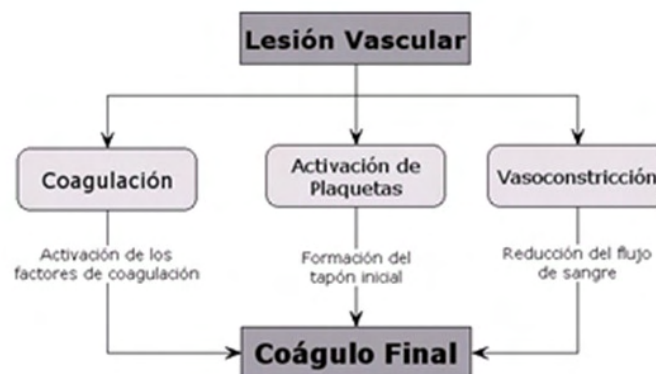 Lesión Vascular
Coagulación
Activación de
Plaquetas
Vasoconstricción
Activación de los
factores de coagulación
Formación del
tapón inicial
Reducción del flujo
de sangre
Coágulo Final